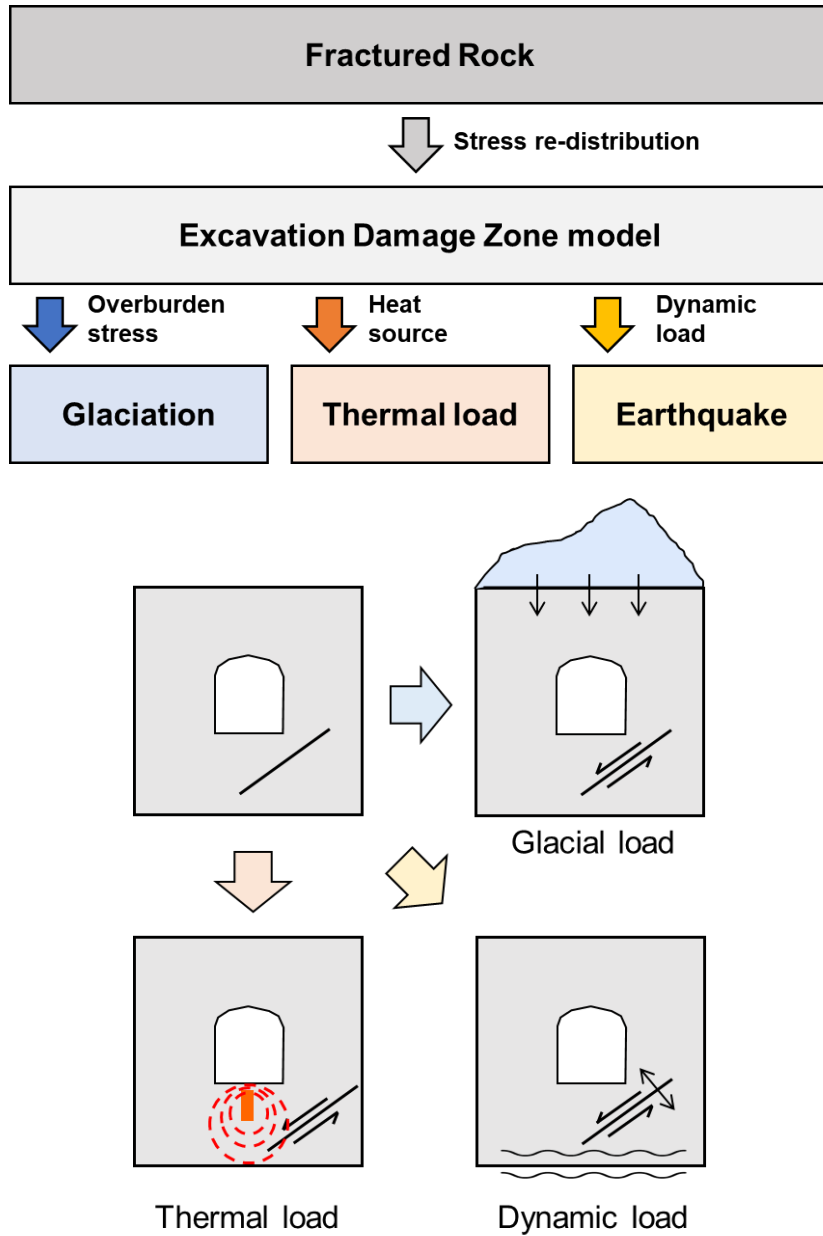 Fractured Rock
Stress re-distribution
Excavation Damage Zone model
Overburden
stress
Heat
source
Dynamic
load
Glaciation
Thermal load
Earthquake
Glacial load
Thermal load
Dynamic load